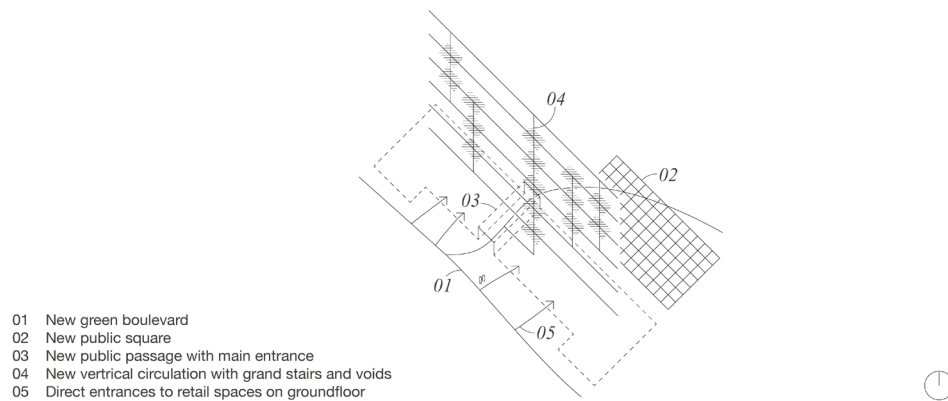 04
02
03
01
05
01 New green boulevard
02 New public square
03 New public passage with main entrance
04 New vertrical circulation with grand stairs and voids
05 Direct entrances to retail spaces on groundfloor